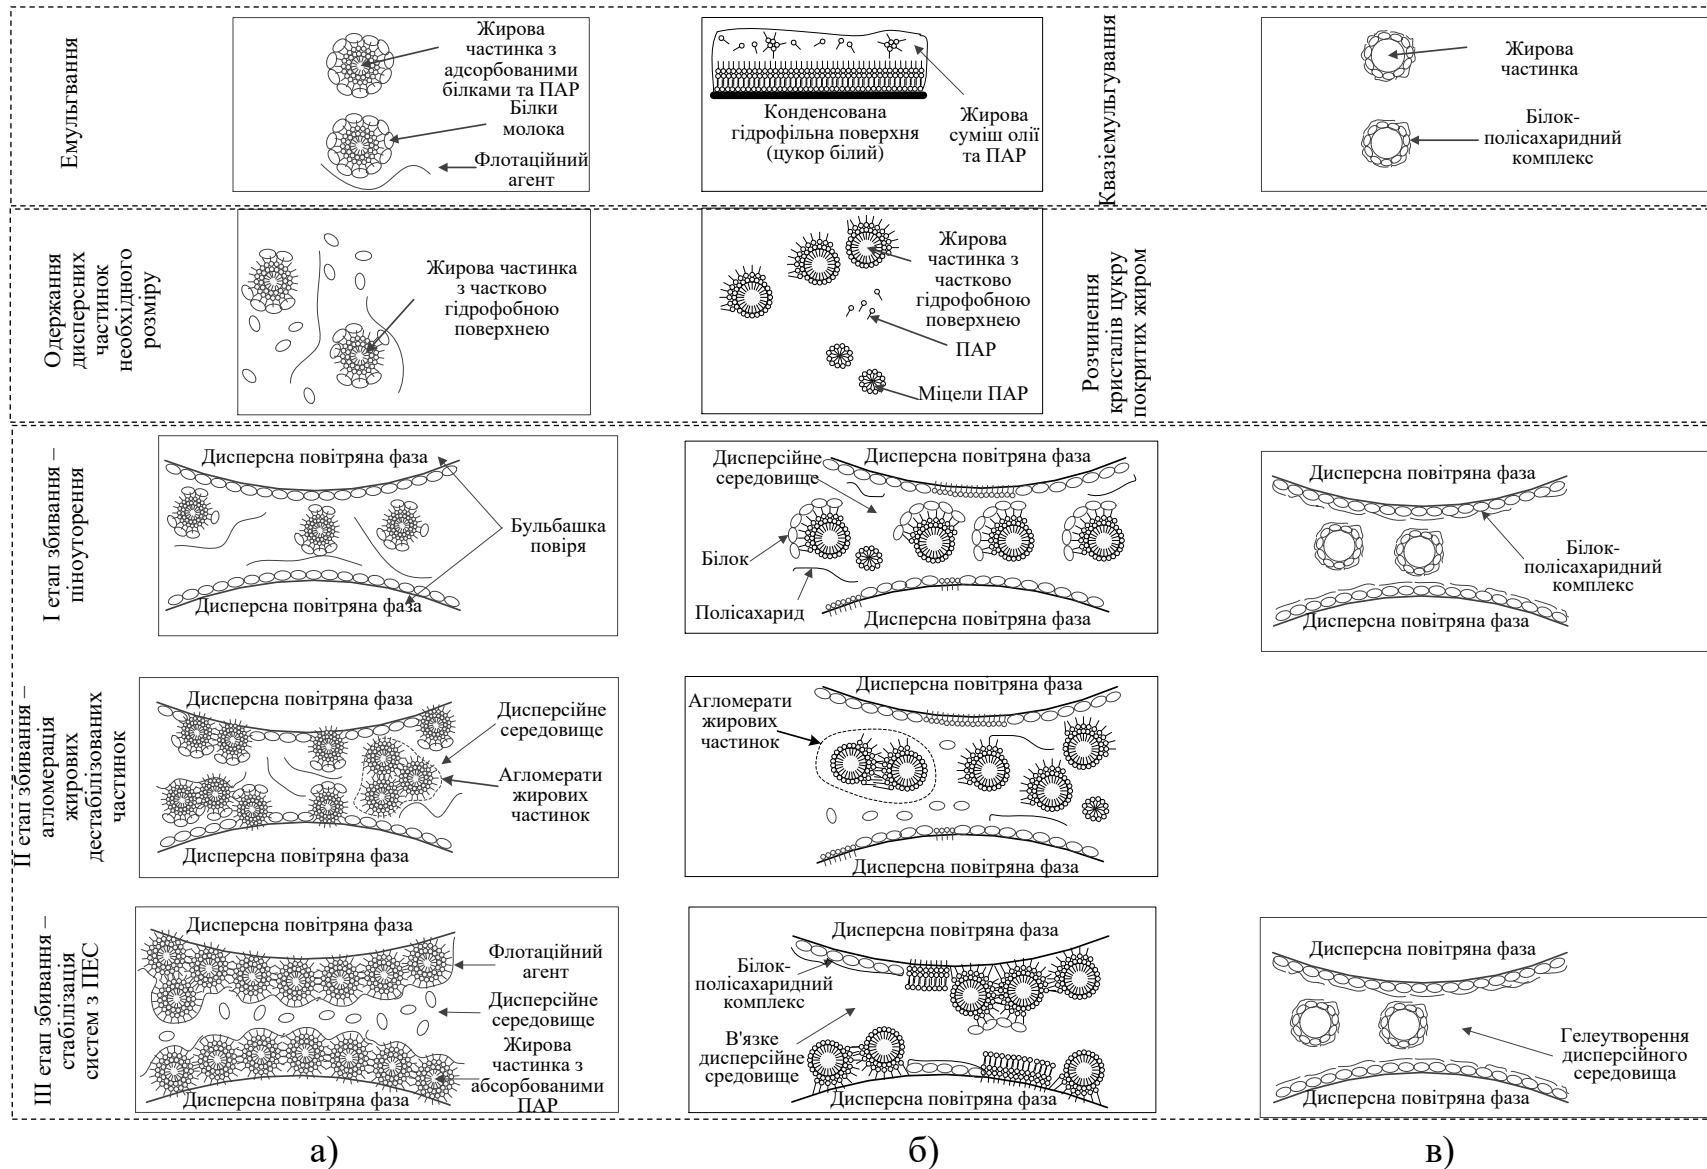 Емульгвання
Жирова
частинка з
адсорбованими
білками та ПАР
Білки
молока
Флотаційний
агент
Конденсована
гідрофільна поверхня
(цукор білий)
Жирова
суміш олії
та ПАР
Квазіемульгування
Жирова
частинка
Білок-
полісахаридний
комплекс
Одержання
дисперсних
частинок
необхідного
розміру
Жирова частинка
з частково
гідрофобною
поверхнею
Жирова
частинка з
частково
гідрофобною
поверхнею
ПАР
Міцели ПАР
Розчинення
кристалів цукру
покритих жиром
І етап збивання –
піноуторення
Дисперсна повітряна фаза
Бульбашка
повіря
Дисперсна повітряна фаза
Дисперсійне
середовище
Дисперсна повітряна фаза
Білок
Полісахарид
Дисперсна повітряна фаза
Дисперсна повітряна фаза
Білок-
полісахаридний
комплекс
Дисперсна повітряна фаза
ІІ етап збивання –
агломерація
жирових
дестабілізованих
частинок
Дисперсна повітряна фаза
Дисперсійне
середовище
Агломерати
жирових
частинок
Дисперсна повітряна фаза
Дисперсна повітряна фаза
Агломерати
жирових
частинок
Дисперсна повітряна фаза
ІІІ етап збивання –
стабілізація
систем з ПЕС
Дисперсна повітряна фаза
Флотаційний
агент
Дисперсійне
середовище
Жирова
частинка з
абсорбованими
ПАР
Дисперсна повітряна фаза
Дисперсна повітряна фаза
Білок-
полісахаридний
комплекс
В'язке
дисперсійне
средовище
Дисперсна повітряна фаза
Дисперсна повітряна фаза
Гелеутворення
дисперсійного
середовища
Дисперсна повітряна фаза
а)
б)
в)